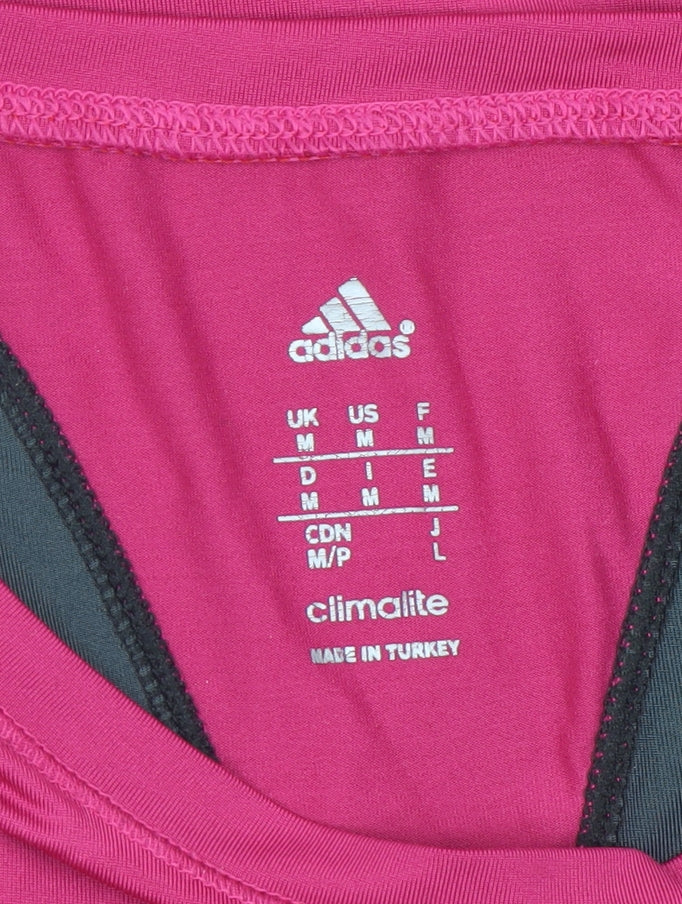 adidas®
UK US F
M M M
D I E
M M M
CDN J
M/P L
climalite
MADE IN TURKEY